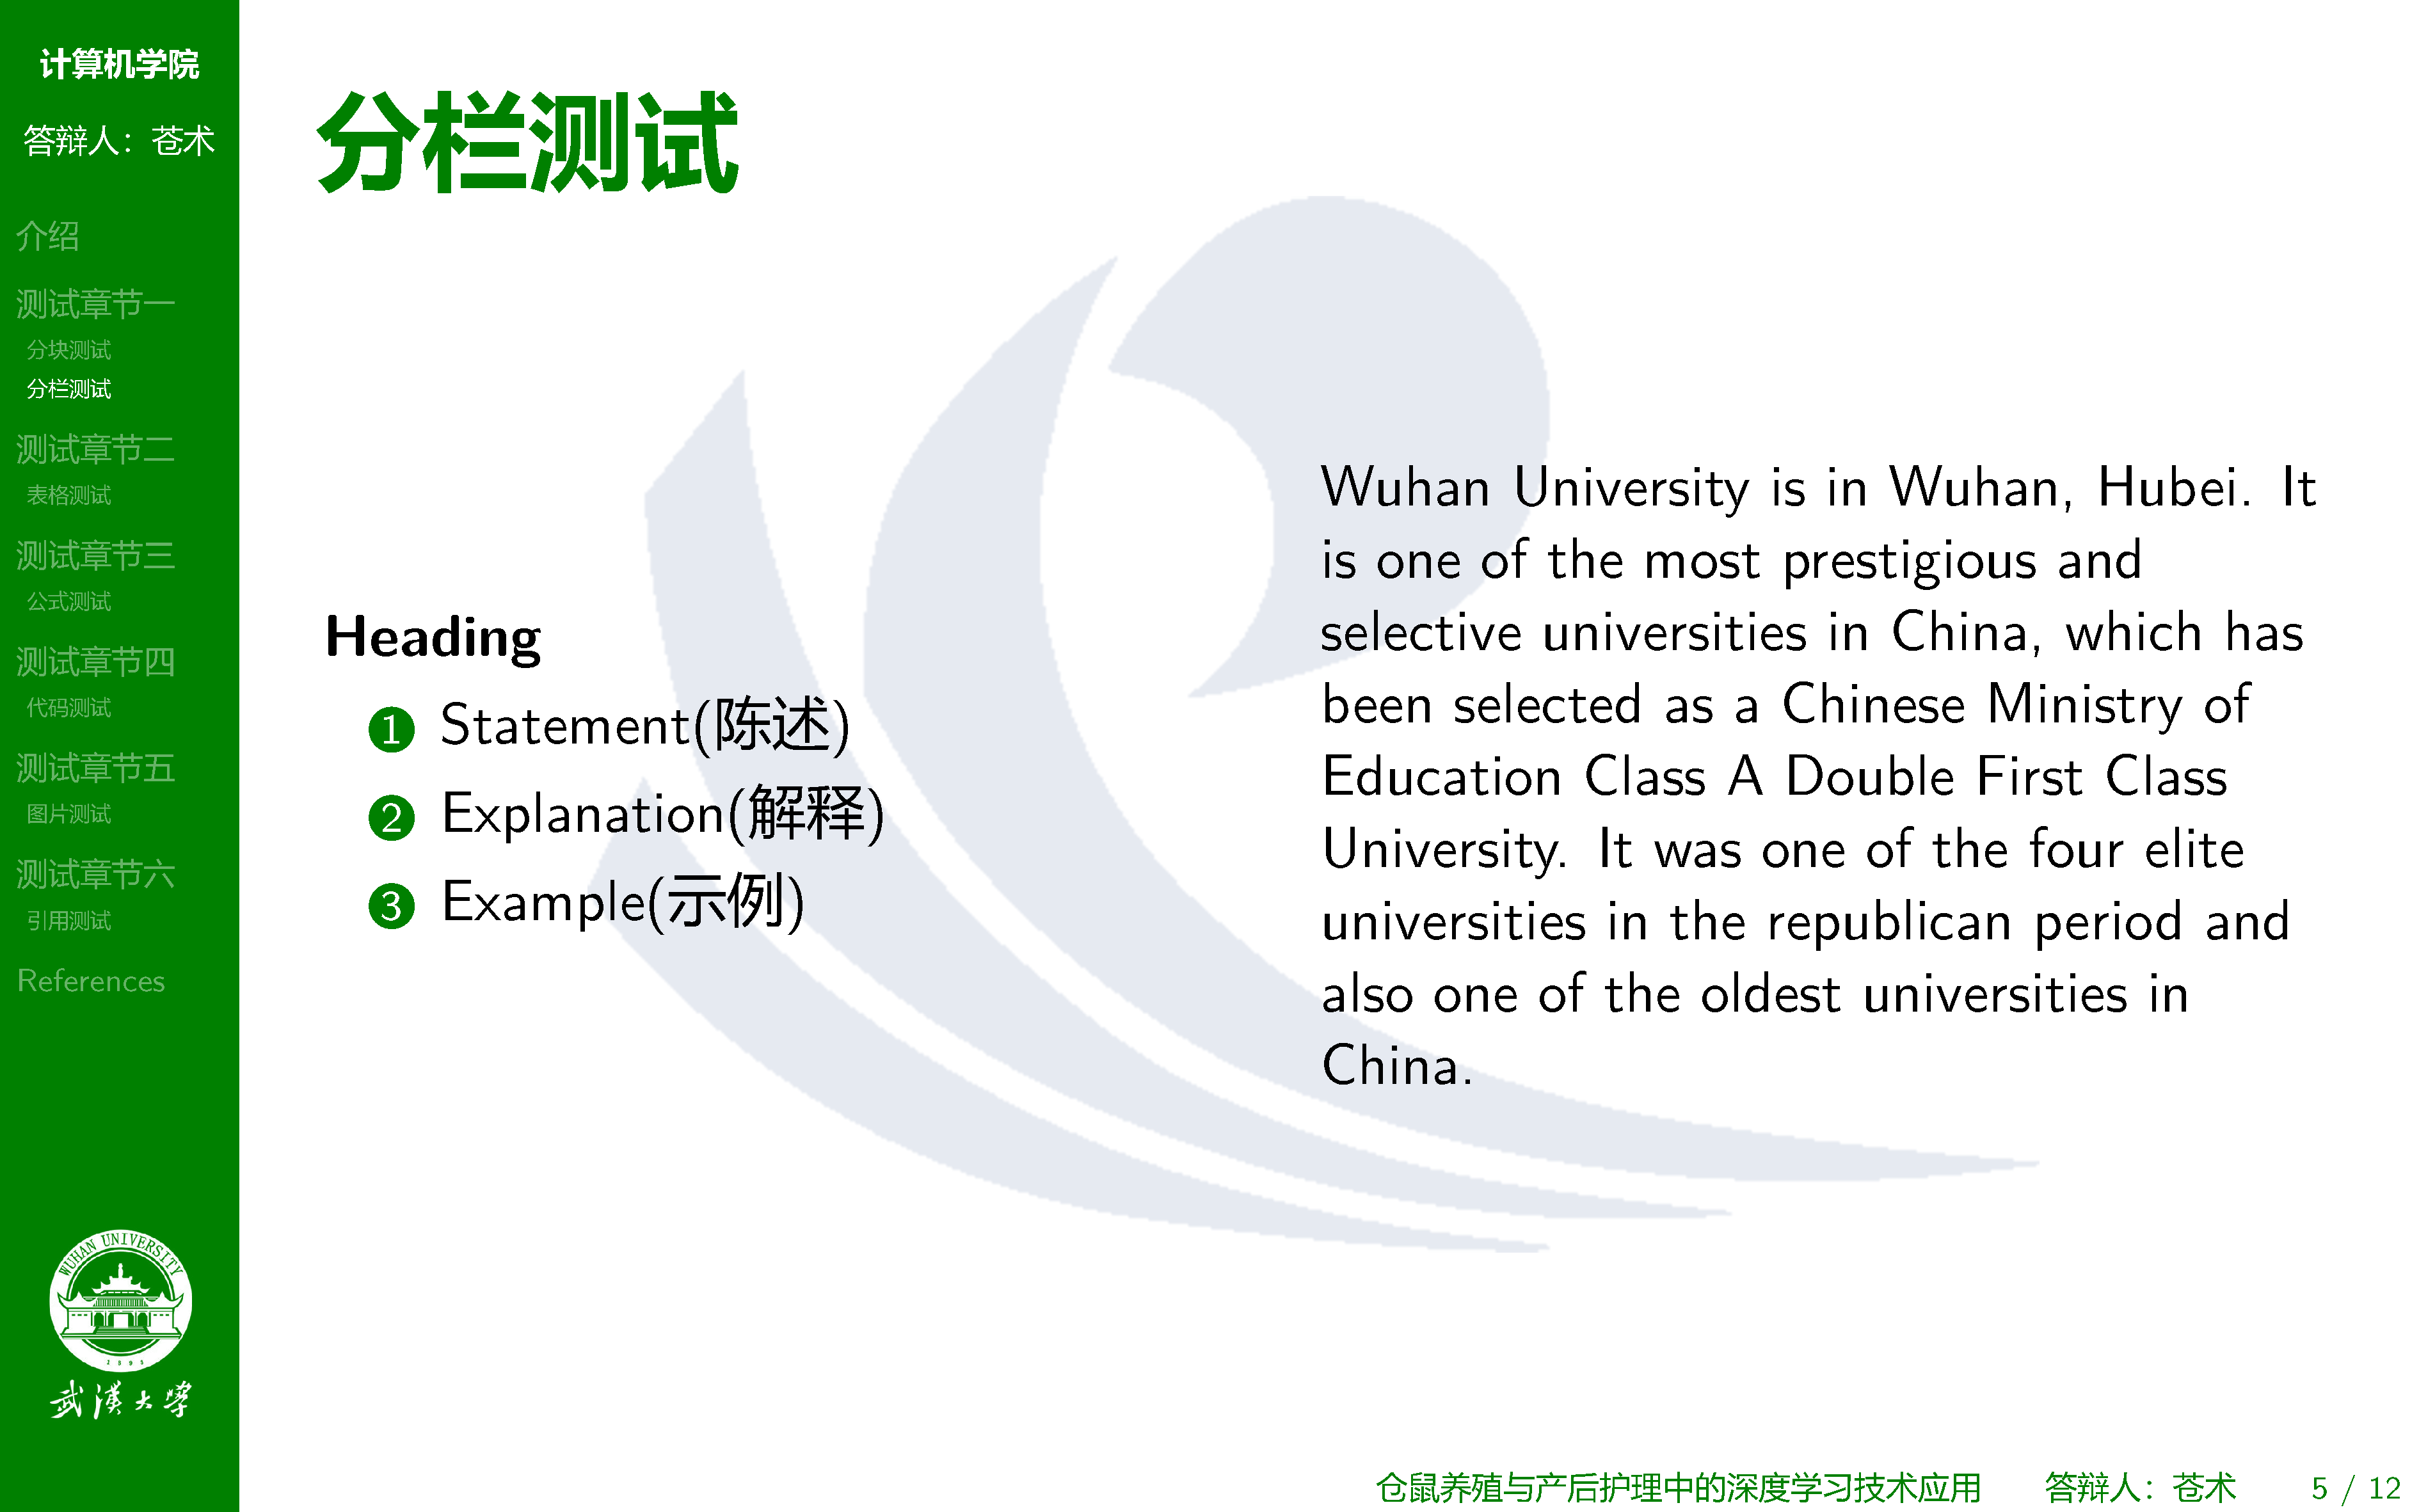 计算机学院
答辩人：苍术
介绍
测试章节一
分块测试
分栏测试
测试章节二
表格测试
测试章节三
公式测试
测试章节四
代码测试
测试章节五
图片测试
测试章节六
引用测试
References
WUHAN UNIVERSITY
1893
武漢大學
分栏测试
Heading
1 Statement(陈述)
2 Explanation(解释)
3 Example(示例)
Wuhan University is in Wuhan, Hubei. It
is one of the most prestigious and
selective universities in China, which has
been selected as a Chinese Ministry of
Education Class A Double First Class
University. It was one of the four elite
universities in the republican period and
also one of the oldest universities in
China.
仓鼠养殖与产后护理中的深度学习技术应用 答辩人：苍术 5 / 12